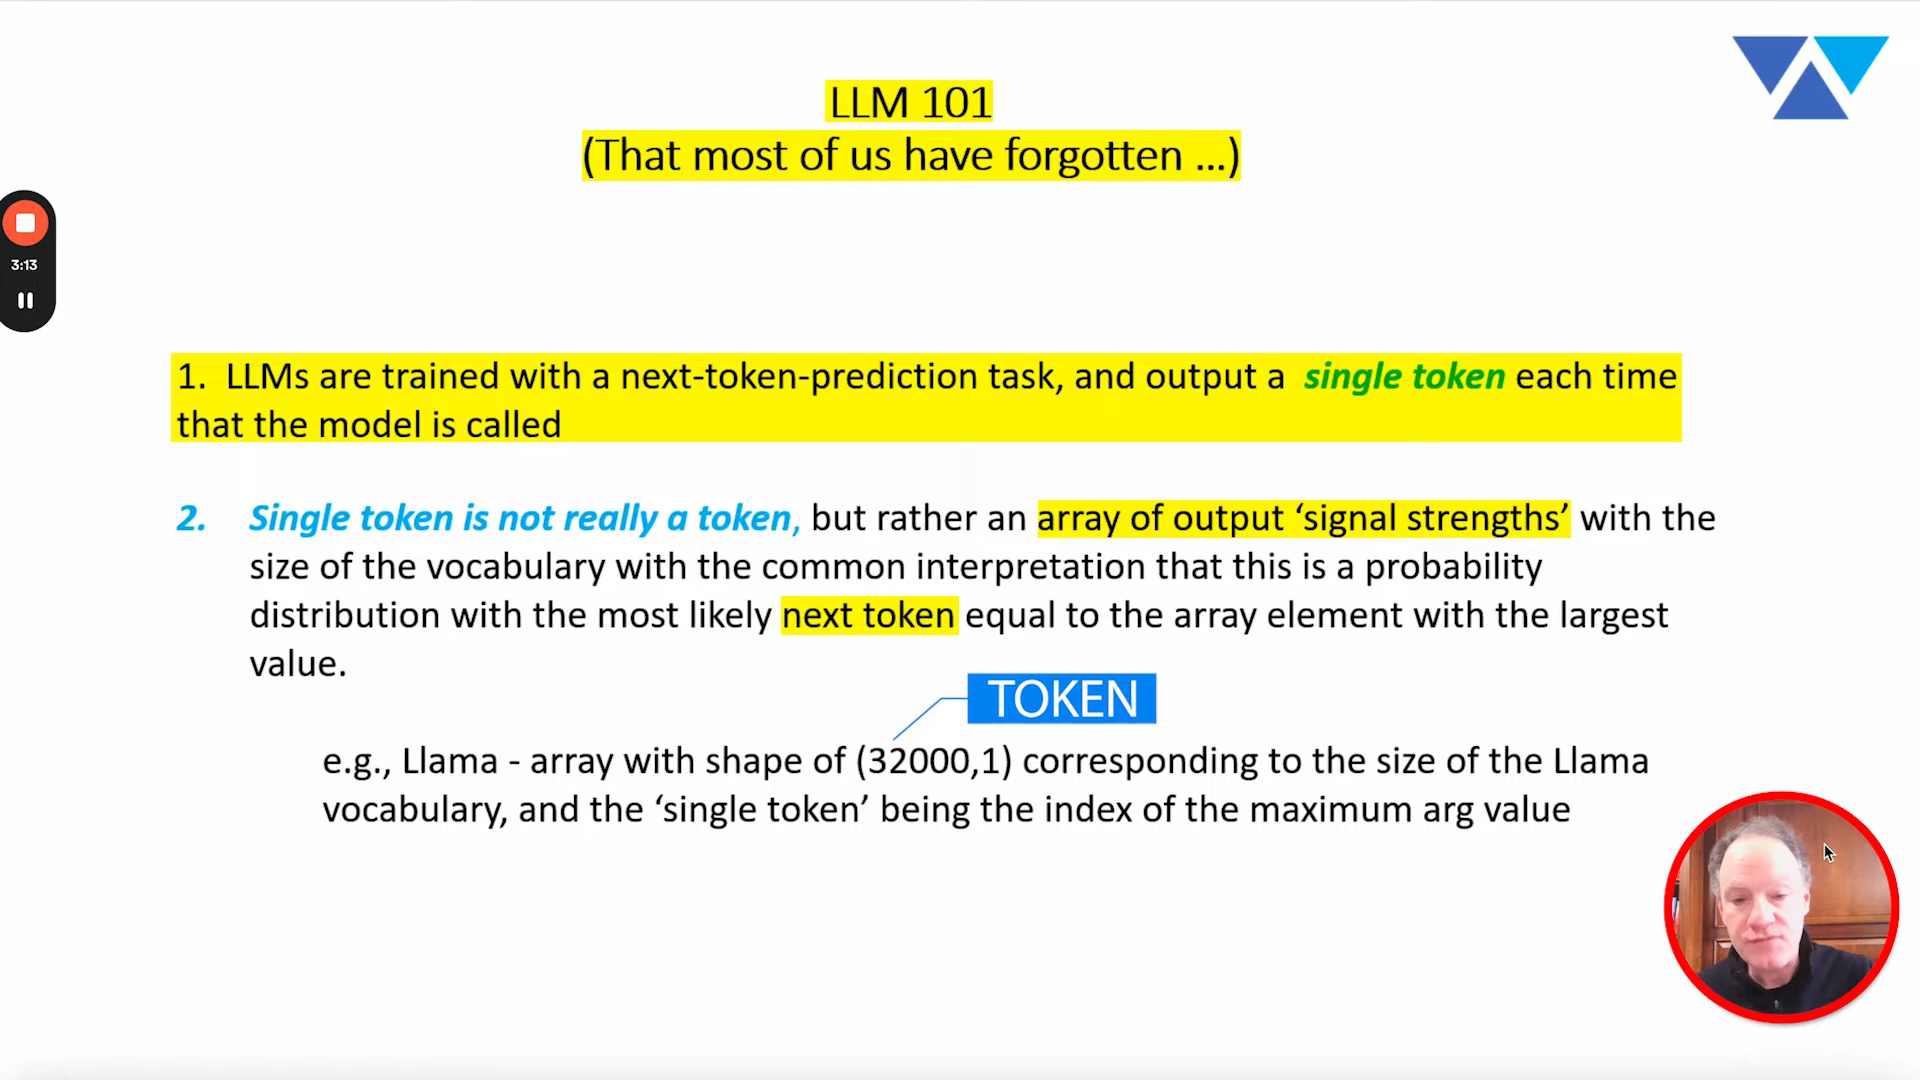 LLM 101
(That most of us have forgotten ...)
3:13
1. LLMs are trained with a next-token-prediction task, and output a single token each time
that the model is called
2. Single token is not really a token, but rather an array of output ‘signal strengths’ with the
size of the vocabulary with the common interpretation that this is a probability
distribution with the most likely next token equal to the array element with the largest
value.
TOKEN
e.g., Llama - array with shape of (32000,1) corresponding to the size of the Llama
vocabulary, and the ‘single token’ being the index of the maximum arg value